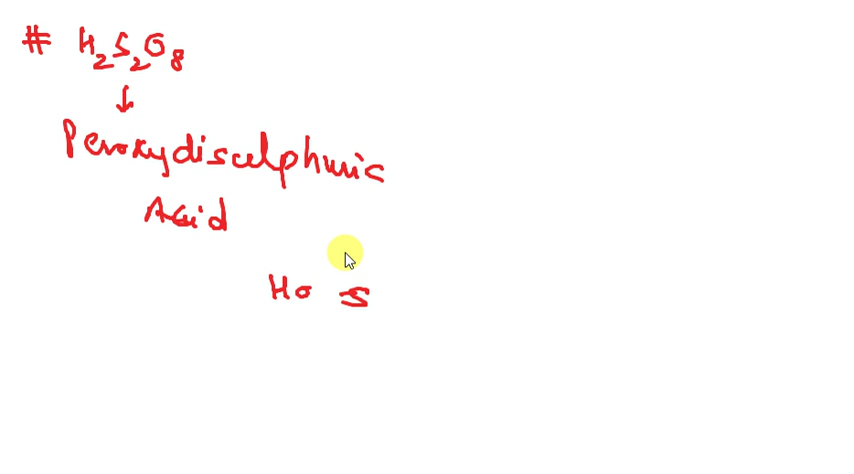 # H₂S₂O₈
↓
Peroxydisulphuric
Acid
HO S